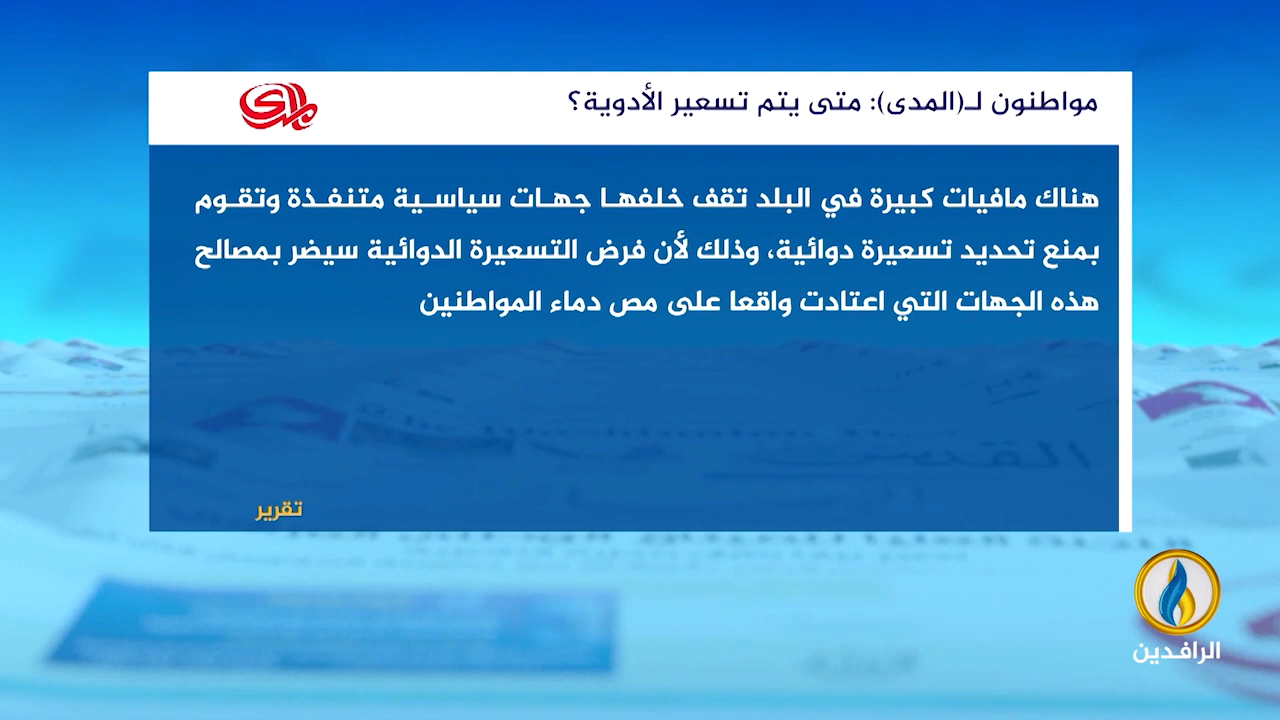 مواطنون لـ(المدى): متى يتم تسعير الأدوية؟
المدى
هناك مافيات كبيرة في البلد تقف خلفها جهات سياسية متنفذة وتقوم
بمنع تحديد تسعيرة دوائية، وذلك لأن فرض التسعيرة الدوائية سيضر بمصالح
هذه الجهات التي اعتادت واقعا على مص دماء المواطنين
تقرير
الرافدين